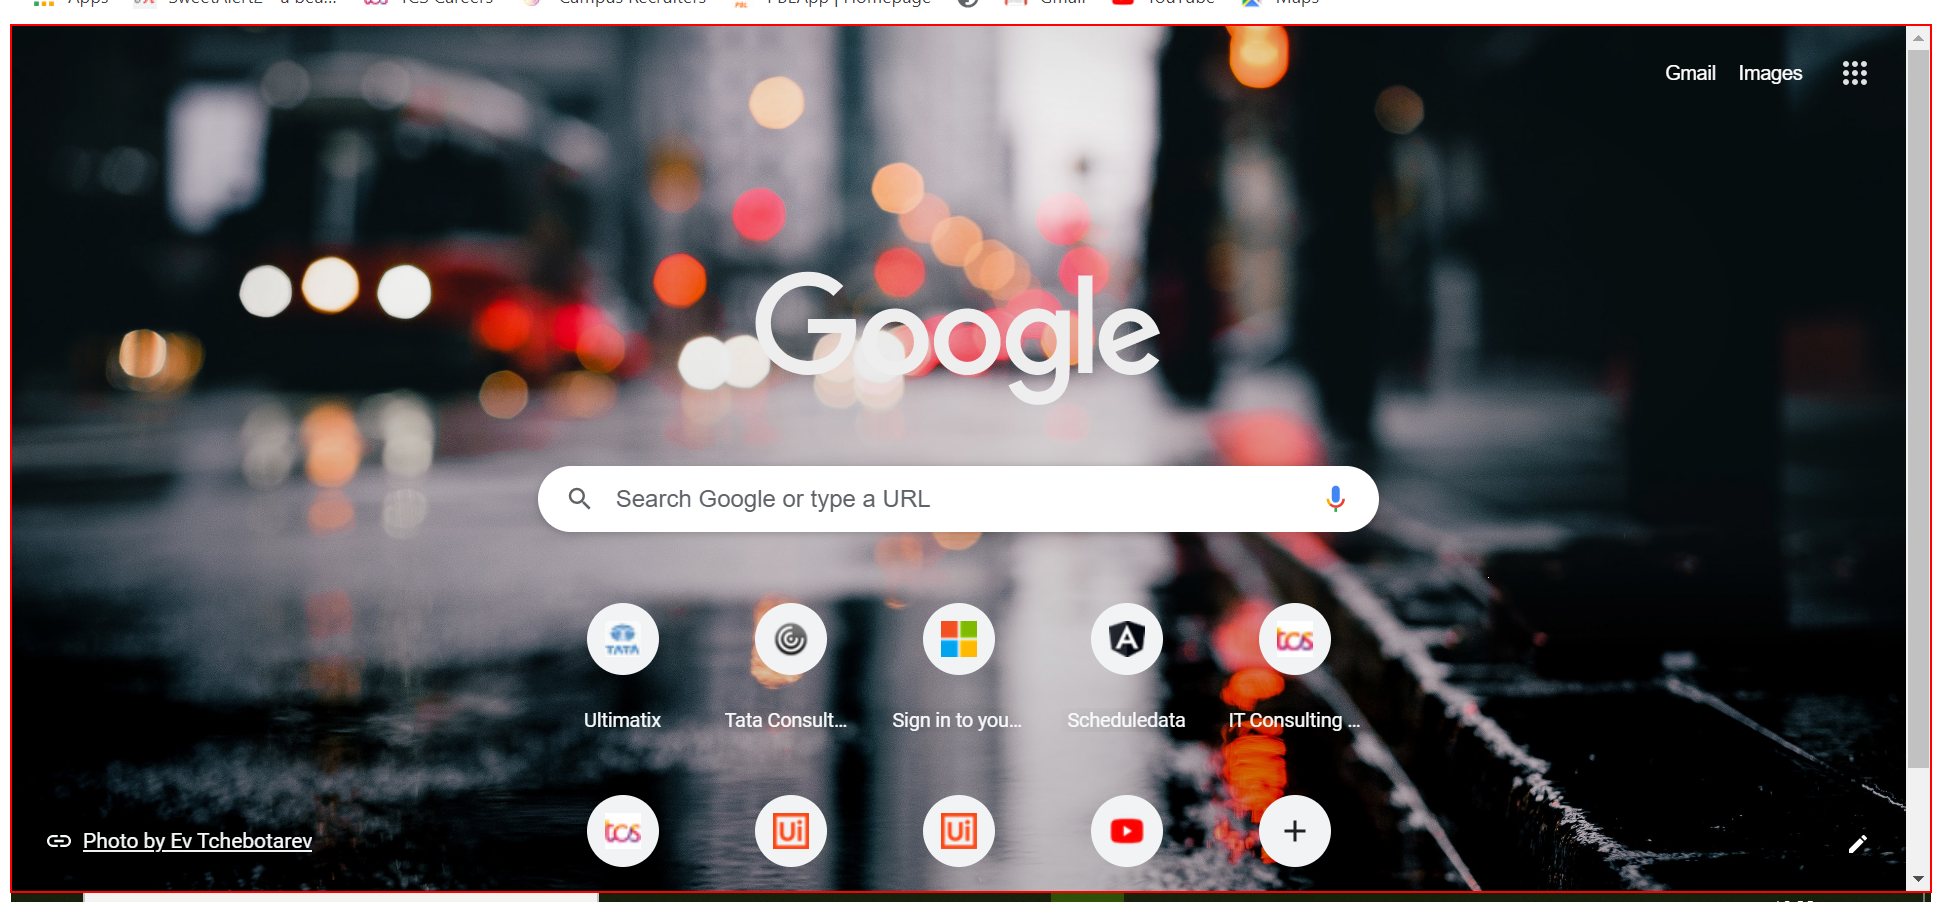 Apps SweetAlert2 - a beau... TCS Careers Campus Recruiters PBLApp | Homepage Gmail YouTube Maps
Gmail Images
Google
Search Google or type a URL
TATA
tcs
Ultimatix Tata Consult... Sign in to you... Scheduledata IT Consulting ...
tcs Ui Ui
Photo by Ev Tchebotarev